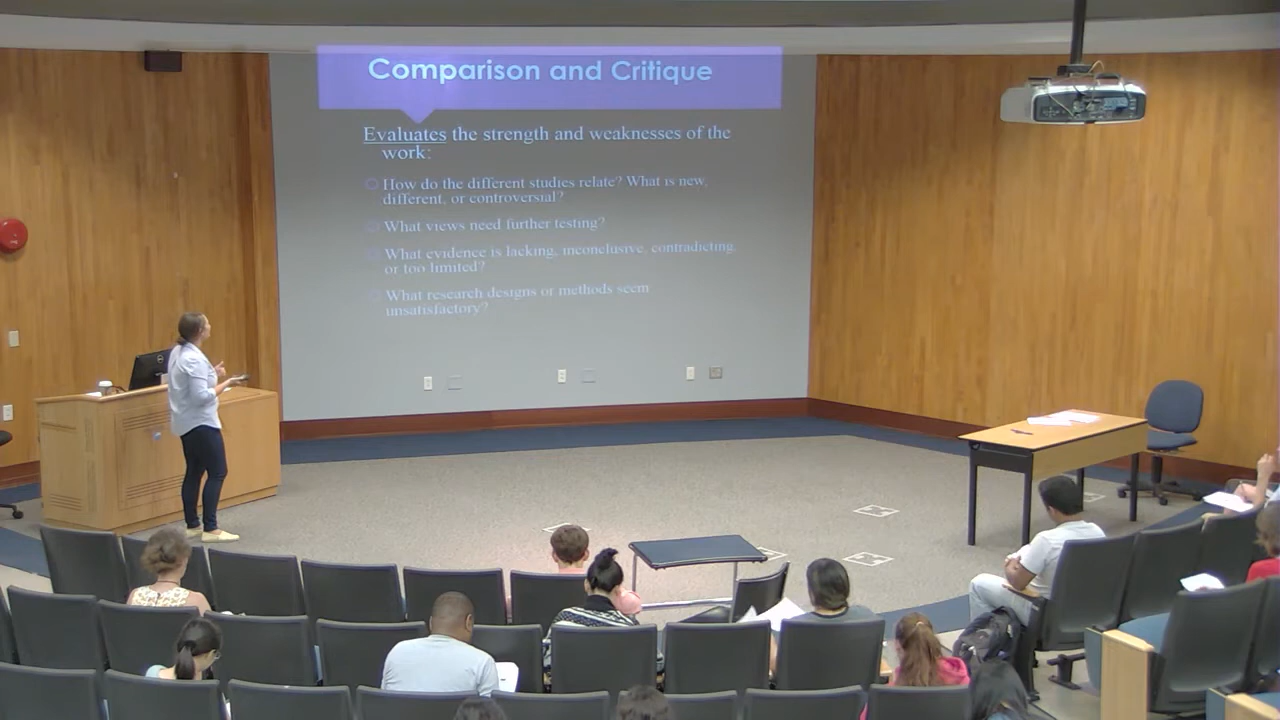 Comparison and Critique
Evaluates the strength and weaknesses of the
work:
How do the different studies relate? What is new,
different, or controversial?
What views need further testing?
What evidence is lacking, inconclusive, contradicting,
or too limited?
What research designs or methods seem
unsatisfactory?